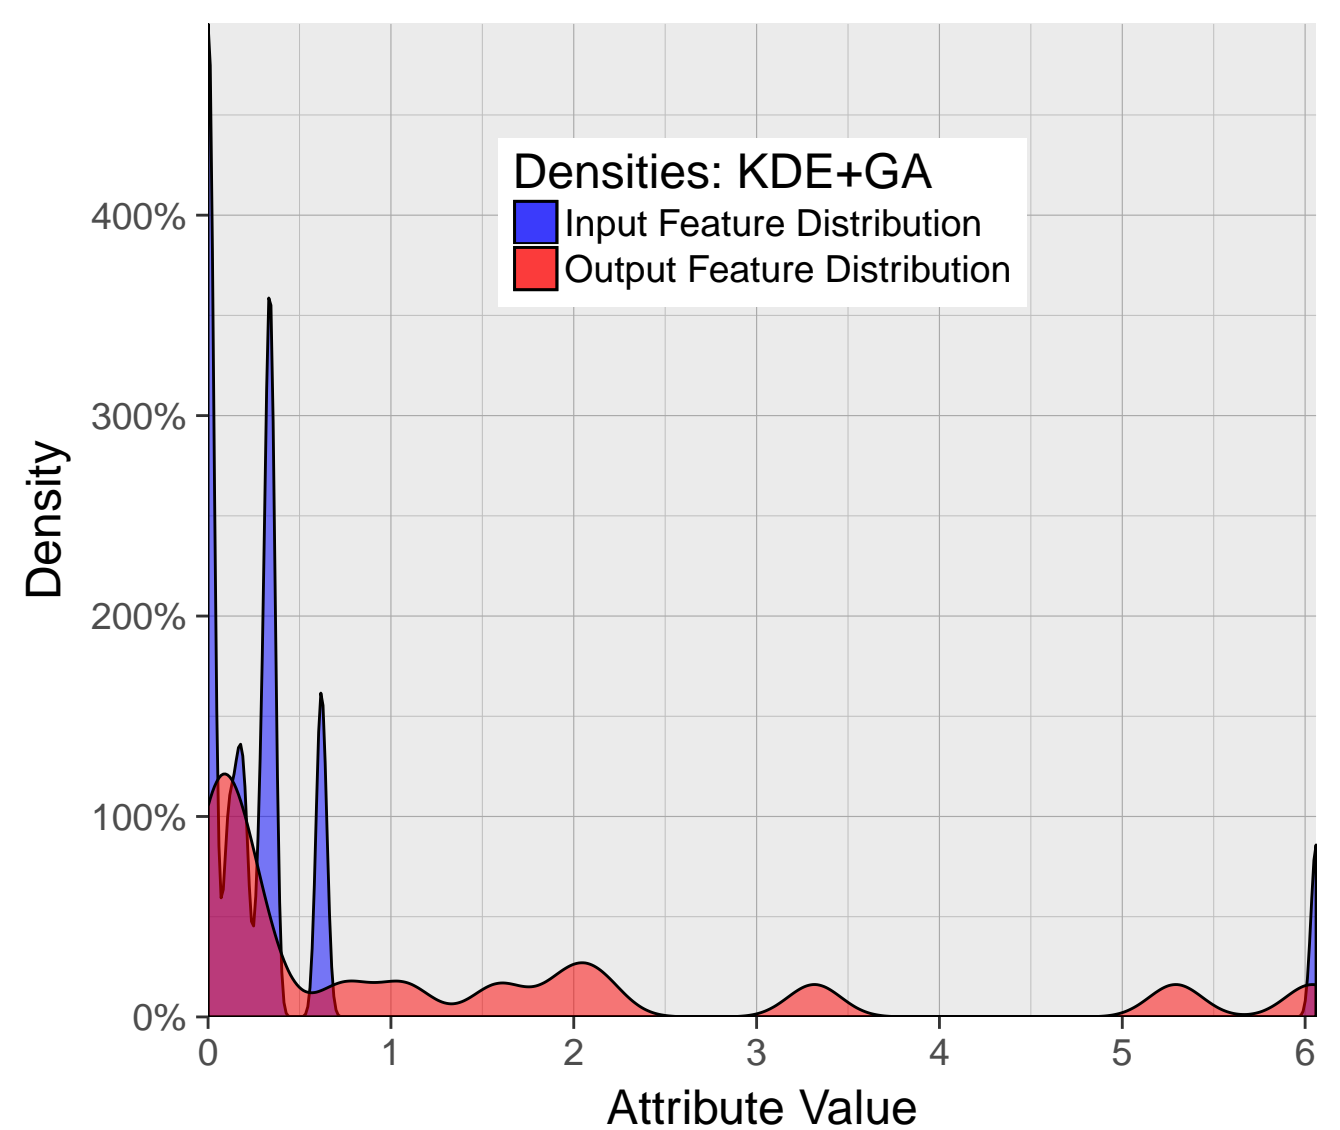 Densities: KDE+GA
Input Feature Distribution
Output Feature Distribution
400%
300%
200%
100%
0%
Density
0 1 2 3 4 5 6
Attribute Value